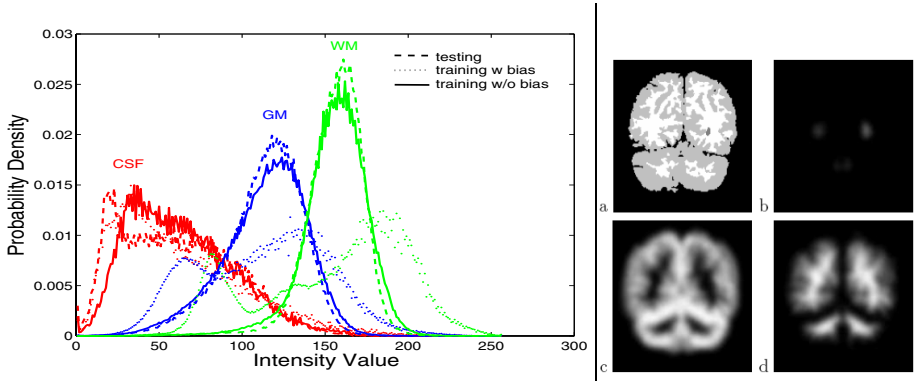 0.03
0.025
0.02
0.015
0.01
0.005
0
Probability Density
0
50
100
150
200
250
300
Intensity Value
CSF
GM
WM
testing
training w bias
training w/o bias
a
b
c
d